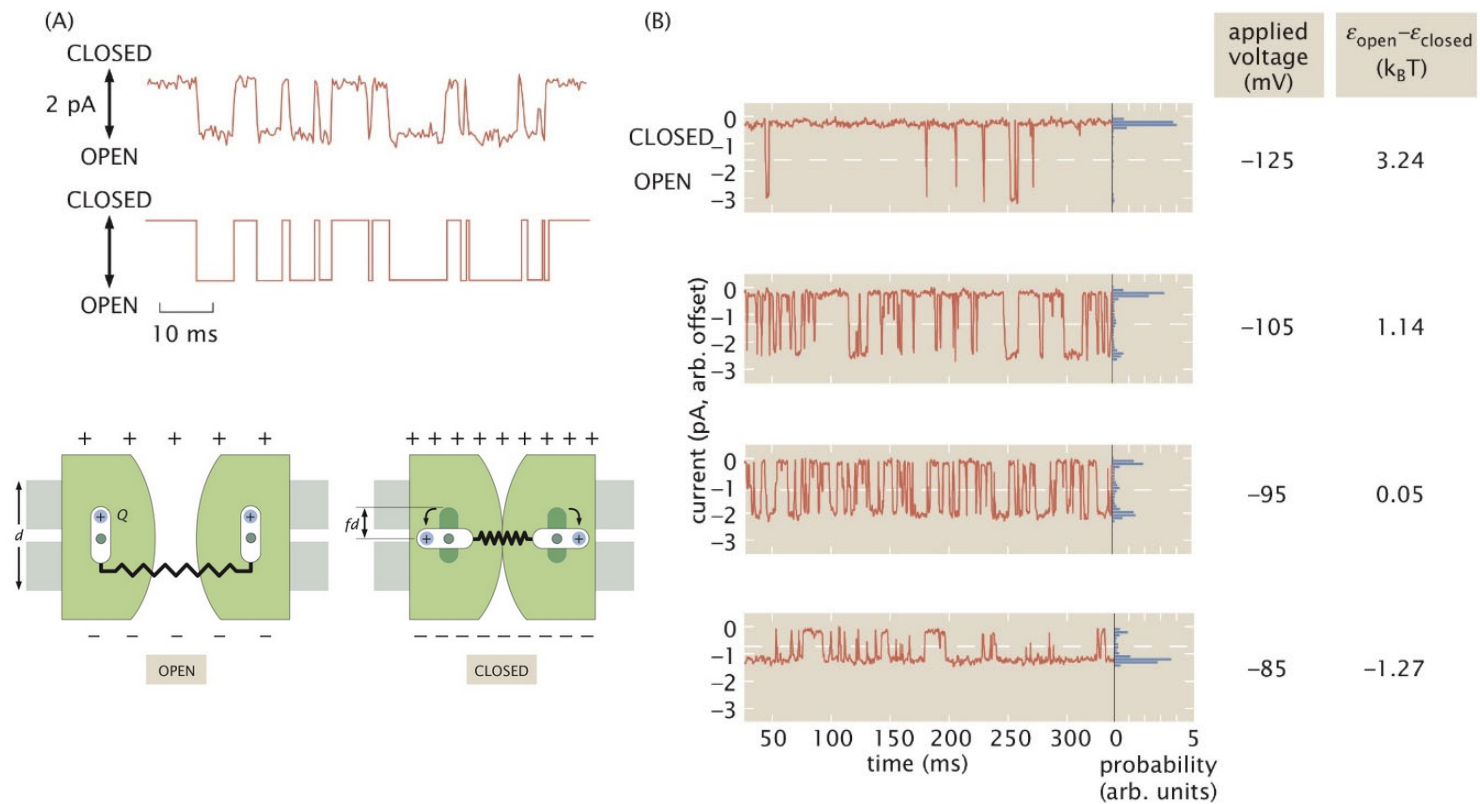 (A)
CLOSED
2 pA
OPEN
CLOSED
OPEN
10 ms
+ + + + +
d
+ Q +
– – – – –
OPEN
+ + + + + + + + +
fd
+ +
– – – – – – – – –
CLOSED
(B)
applied voltage (mV)
εopen–εclosed (kBT)
current (pA, arb. offset)
CLOSED
OPEN
0
–1
–2
–3
–125
3.24
0
–1
–2
–3
–105
1.14
0
–1
–2
–3
–95
0.05
0
–1
–2
–3
–85
–1.27
50 100 150 200 250 300 0 5
time (ms)
probability
(arb. units)